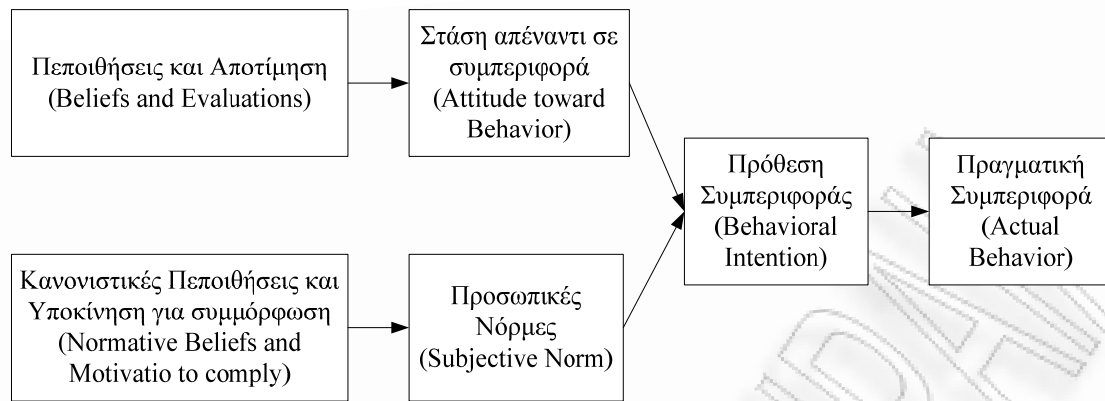 Πεποιθήσεις και Αποτίμηση
(Beliefs and Evaluations)
Στάση απέναντι σε
συμπεριφορά
(Attitude toward
Behavior)
Κανονιστικές Πεποιθήσεις και
Υποκίνηση για συμμόρφωση
(Normative Beliefs and
Motivatio to comply)
Προσωπικές
Νόρμες
(Subjective Norm)
Πρόθεση
Συμπεριφοράς
(Behavioral
Intention)
Πραγματική
Συμπεριφορά
(Actual
Behavior)